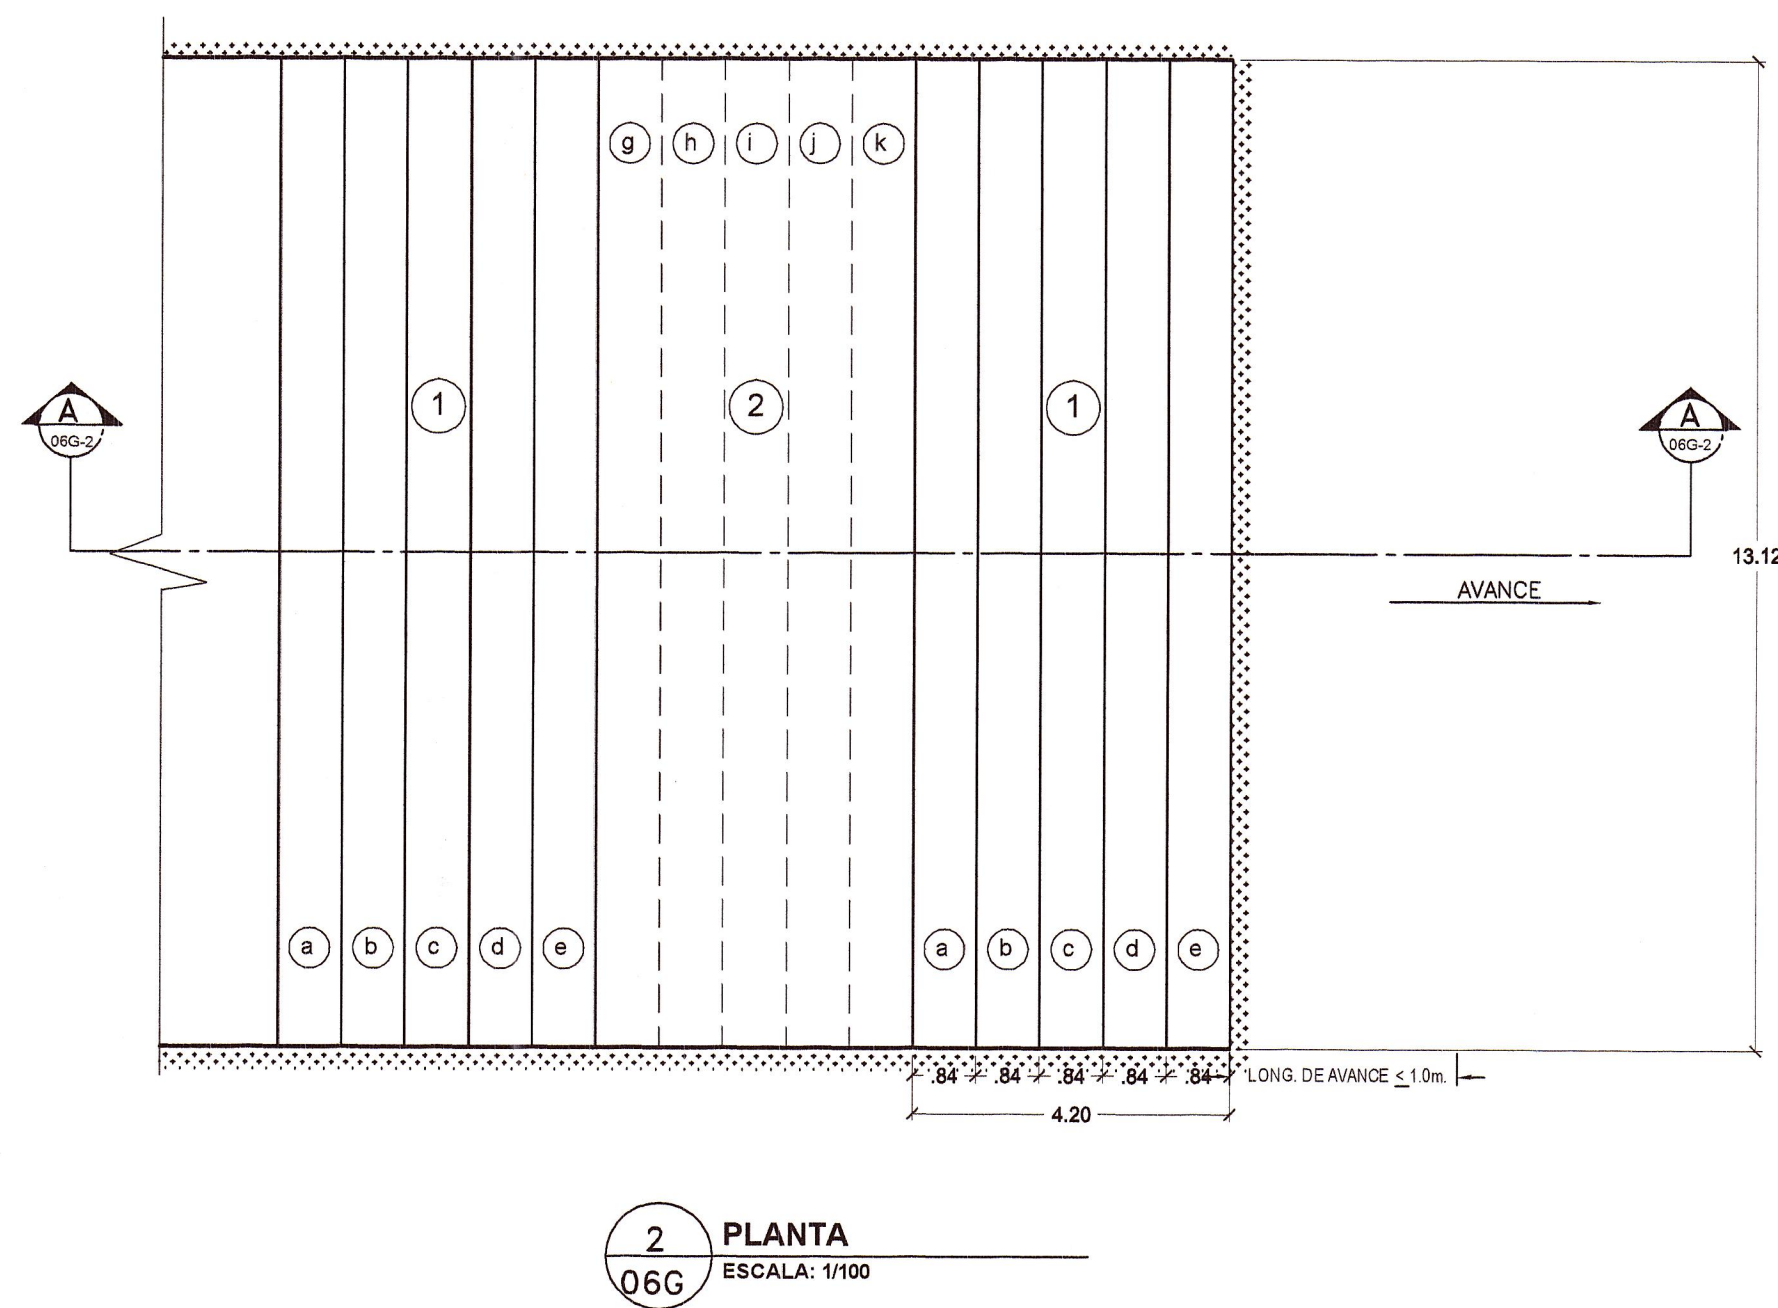 g h i j k
1 2 1
A
06G-2
A
06G-2
13.12
AVANCE
a b c d e a b c d e
.84 .84 .84 .84 .84 LONG. DE AVANCE ≤ 1.0m.
4.20
2 PLANTA
06G ESCALA: 1/100